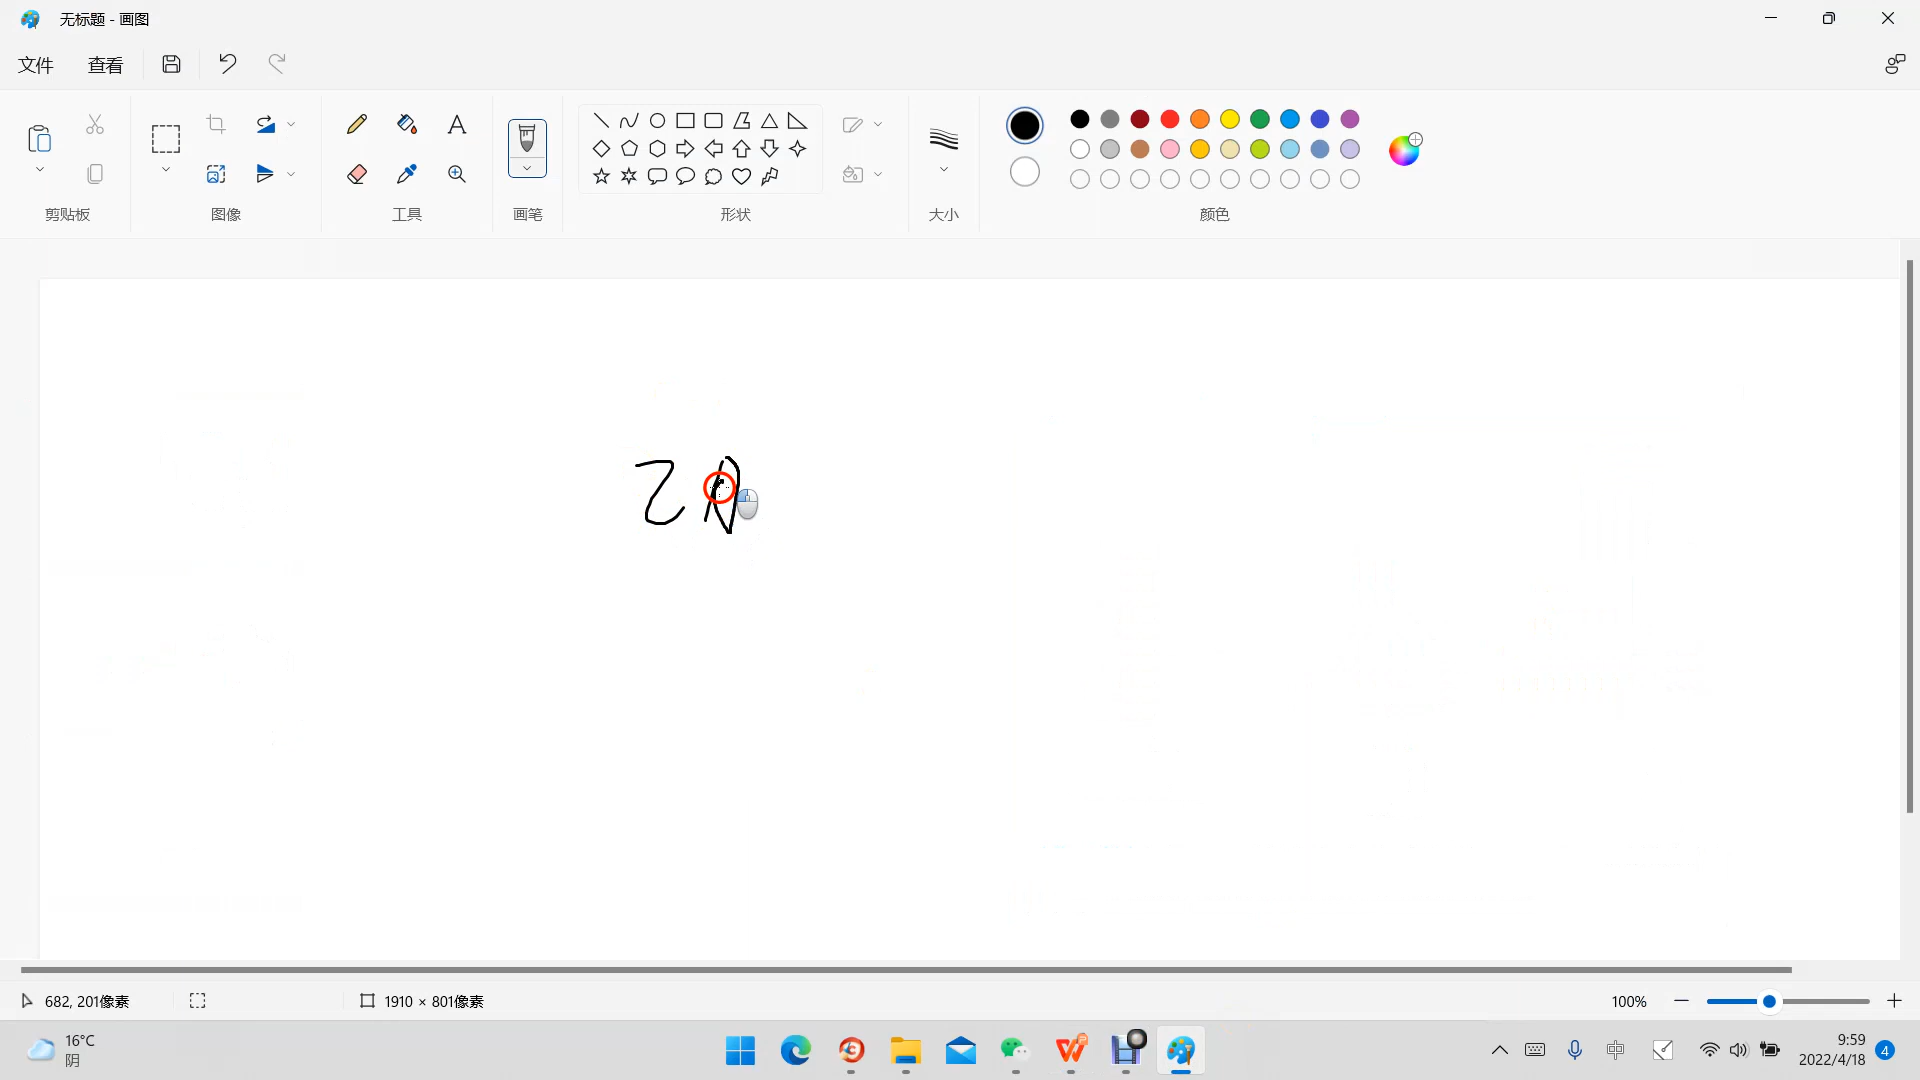 无标题 - 画图
文件 查看
剪贴板 图像 工具 画笔 形状 大小 颜色
682, 201像素 1910 × 801像素 100%
16°C
阴
中
9:59
2022/4/18 4